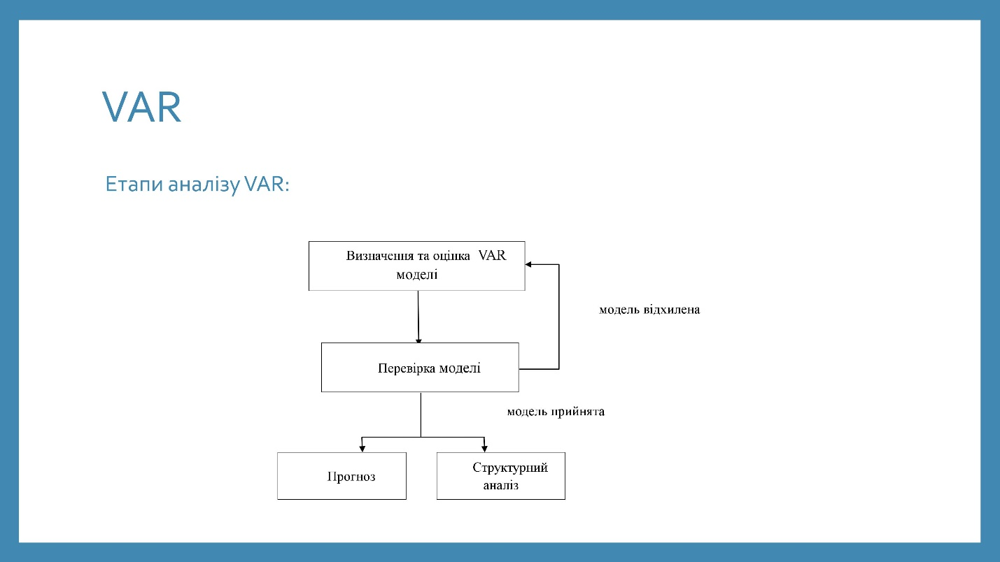 VAR
Етапи аналізу VAR:
Визначення та оцінка VAR
моделі
модель відхилена
Перевірка моделі
модель прийнята
Прогноз
Структурний
аналіз